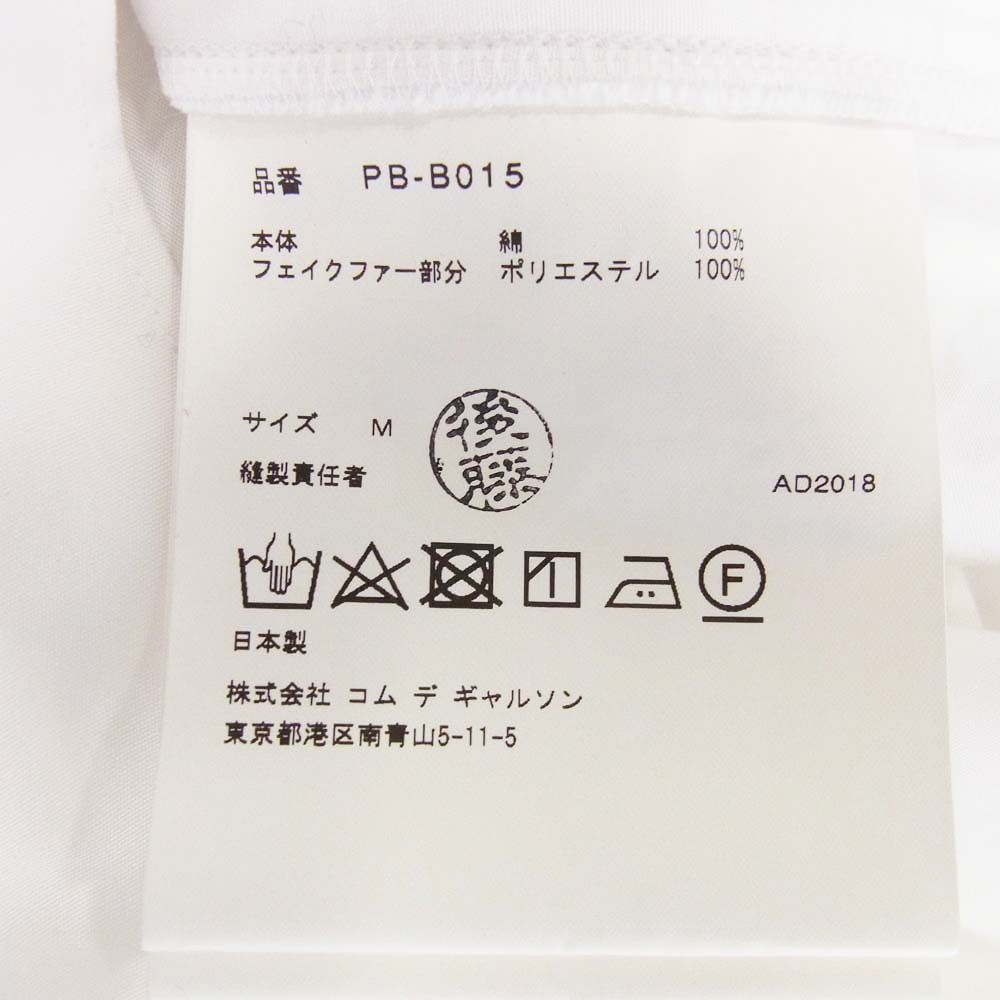 品番 PB-B015
本体 綿 100%
フェイクファー部分 ポリエステル 100%
サイズ M
後藤
縫製責任者
AD2018
F
日本製
株式会社 コム デ ギャルソン
東京都港区南青山5-11-5